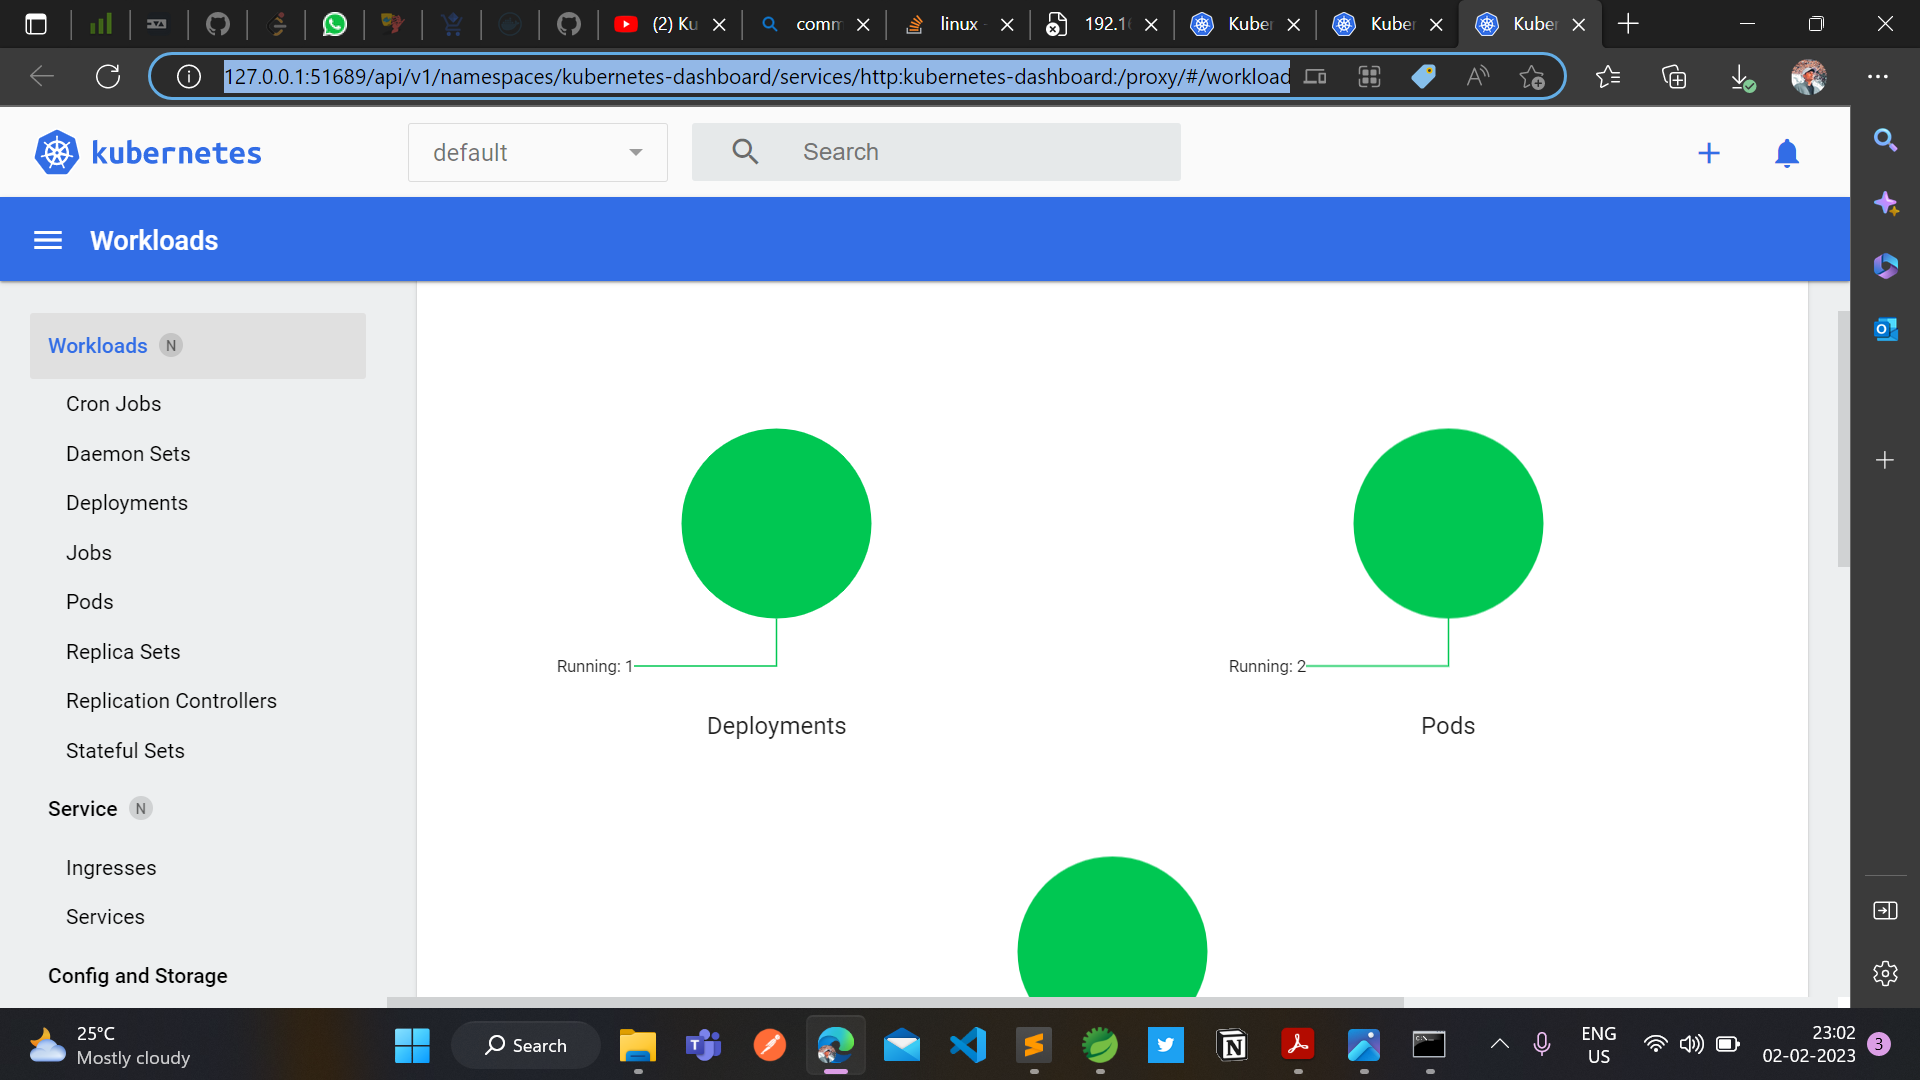 (2) Ku
comm
linux -
192.16
Kuber
Kuber
Kuber
127.0.0.1:51689/api/v1/namespaces/kubernetes-dashboard/services/http:kubernetes-dashboard:/proxy/#/workload
kubernetes
default
Search
Workloads
Workloads N
Cron Jobs
Daemon Sets
Deployments
Jobs
Pods
Replica Sets
Replication Controllers
Stateful Sets
Service N
Ingresses
Services
Config and Storage
Running: 1
Deployments
Running: 2
Pods
25°C
Mostly cloudy
Search
ENG
US
23:02
02-02-2023
3